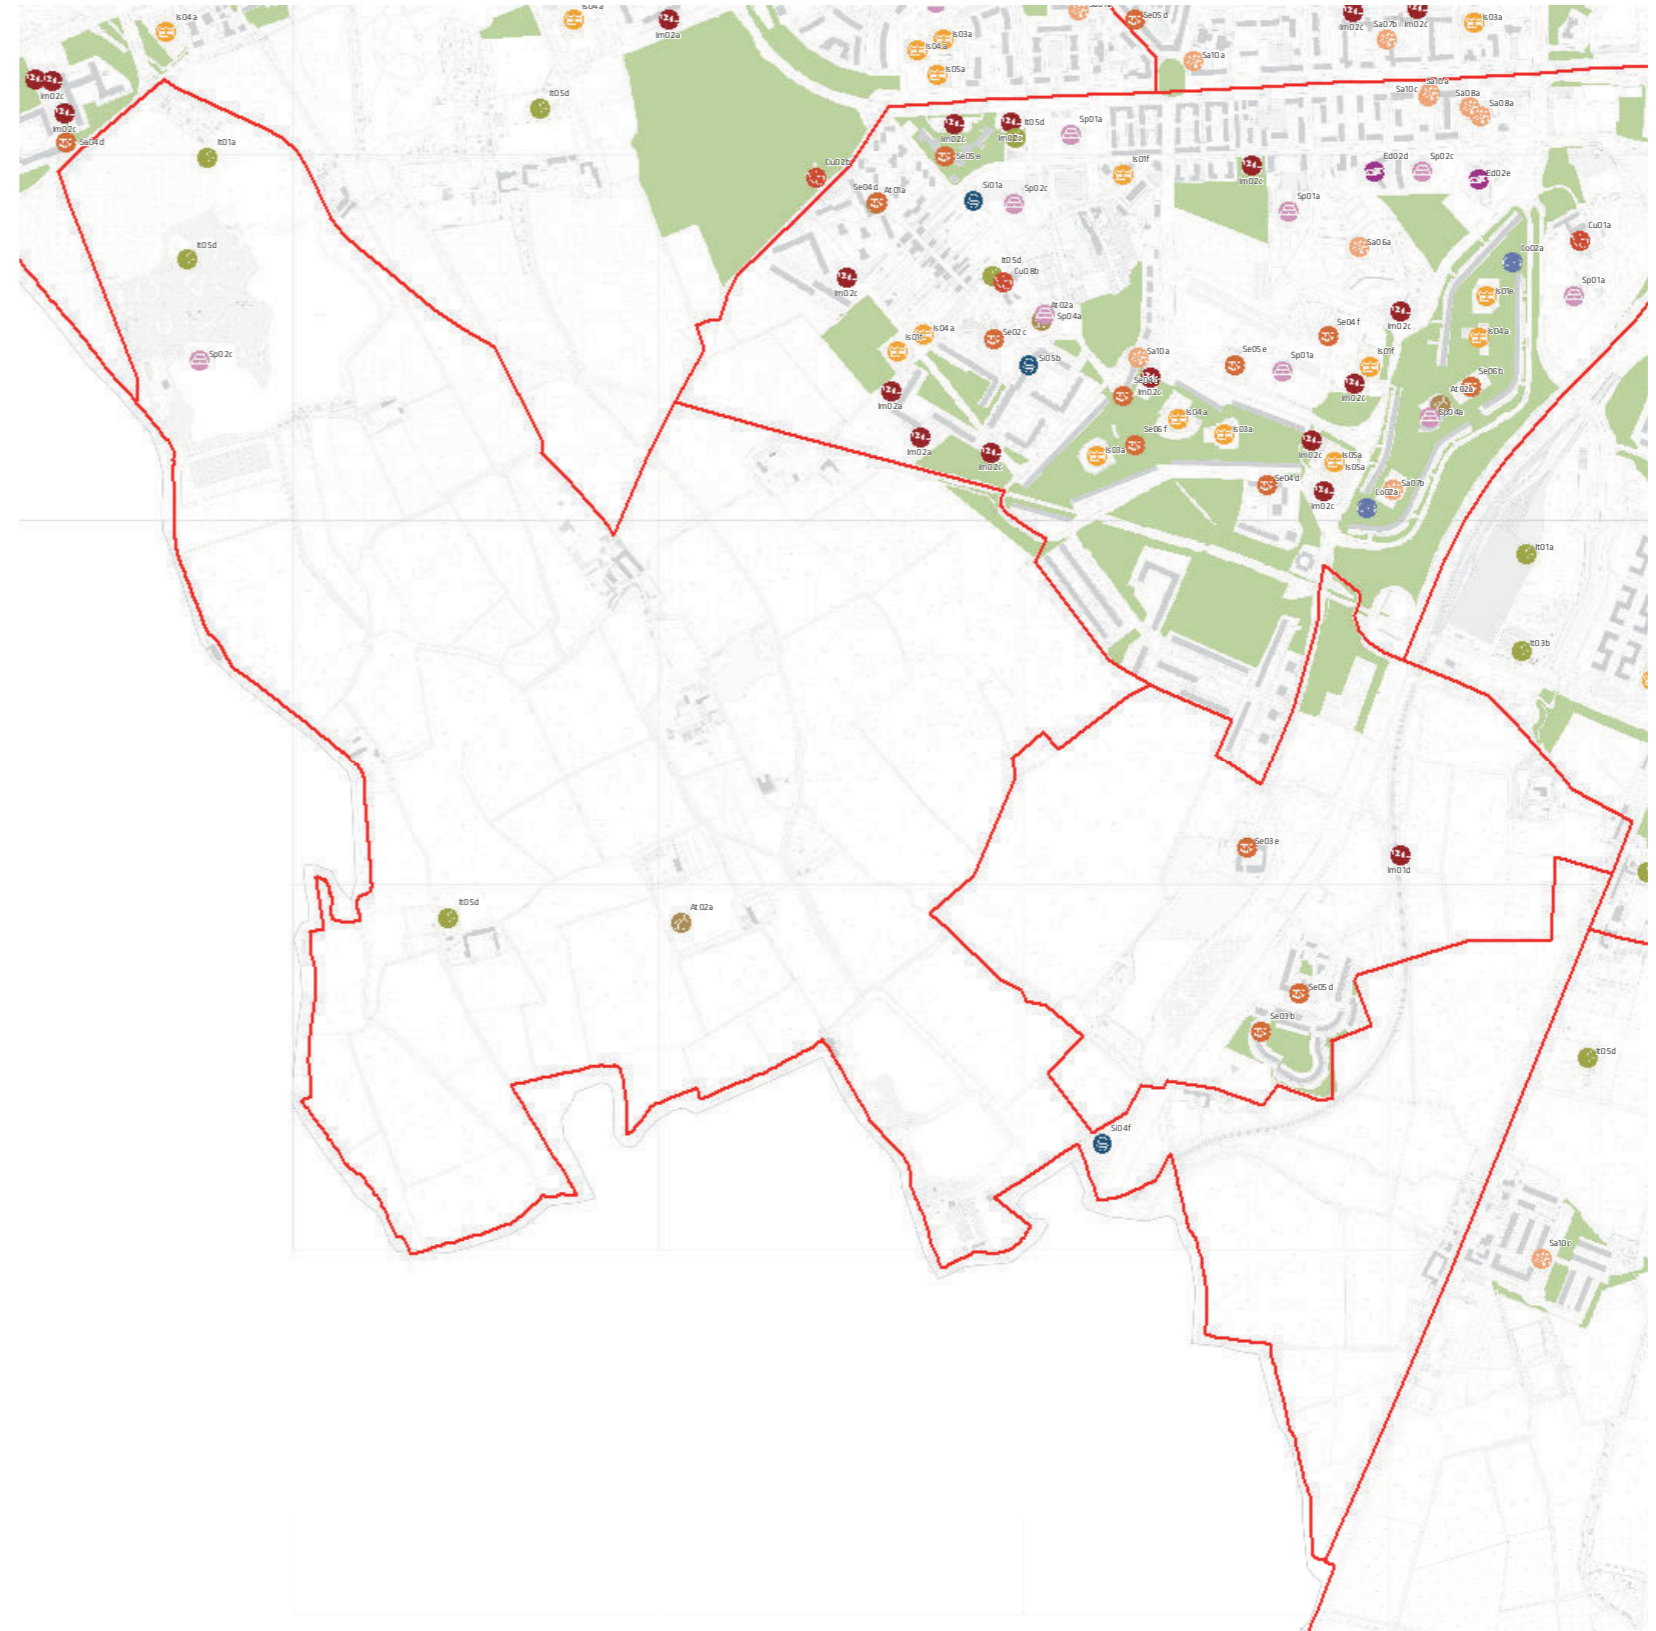 Is04a
Is04a
Im02a
Is03a
Is04a
Is05a
Se05d
Sa10a
Im02c
Im02c
Sa07b
Is03a
Im02c
Im02c
Se04d
It01a
It05d
It05d
Sp02c
Cu02b
Im02c
It05d
Im02c
Sp01a
Se05e
Is01f
Im02c
Sa10a
Sa10c
Sa08a
Sa08a
Ed02d
Sp02c
Ed02e
Se04d
At01a
Si01a
Sp02c
Sp01a
Cu01a
Sa06a
Co02a
Im02c
It05d
Cu08b
Sp01a
Is01e
At02a
Sp04a
Im02c
Is04a
Is01f
Se02c
Se04f
Is04a
Si05b
Sa10a
Se05e
Sp01a
Is01f
Im02c
Im02c
Se06b
Im02a
At02a
Sp04a
Is04a
Im02a
Is03a
Se06f
Im02c
Im02c
Is03a
Is05a
Is05a
Se04d
Sa07b
Im02c
Co02a
It01a
It03b
Se03e
Im01d
It05d
At02a
Se05d
Se03b
It05d
Si04f
Sa10c